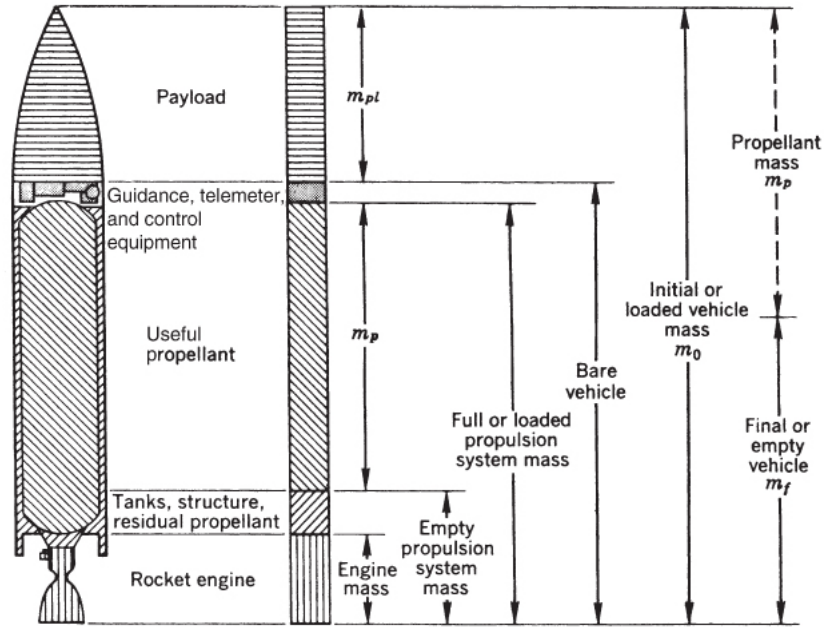 Payload
m_pl
Guidance, telemeter,
and control
equipment
Propellant
mass
m_p
Useful
propellant
m_p
Initial or
loaded vehicle
mass
m_0
Bare
vehicle
Full or loaded
propulsion
system mass
Final or
empty
vehicle
m_f
Tanks, structure,
residual propellant
Empty
propulsion
system
mass
Engine
mass
Rocket engine